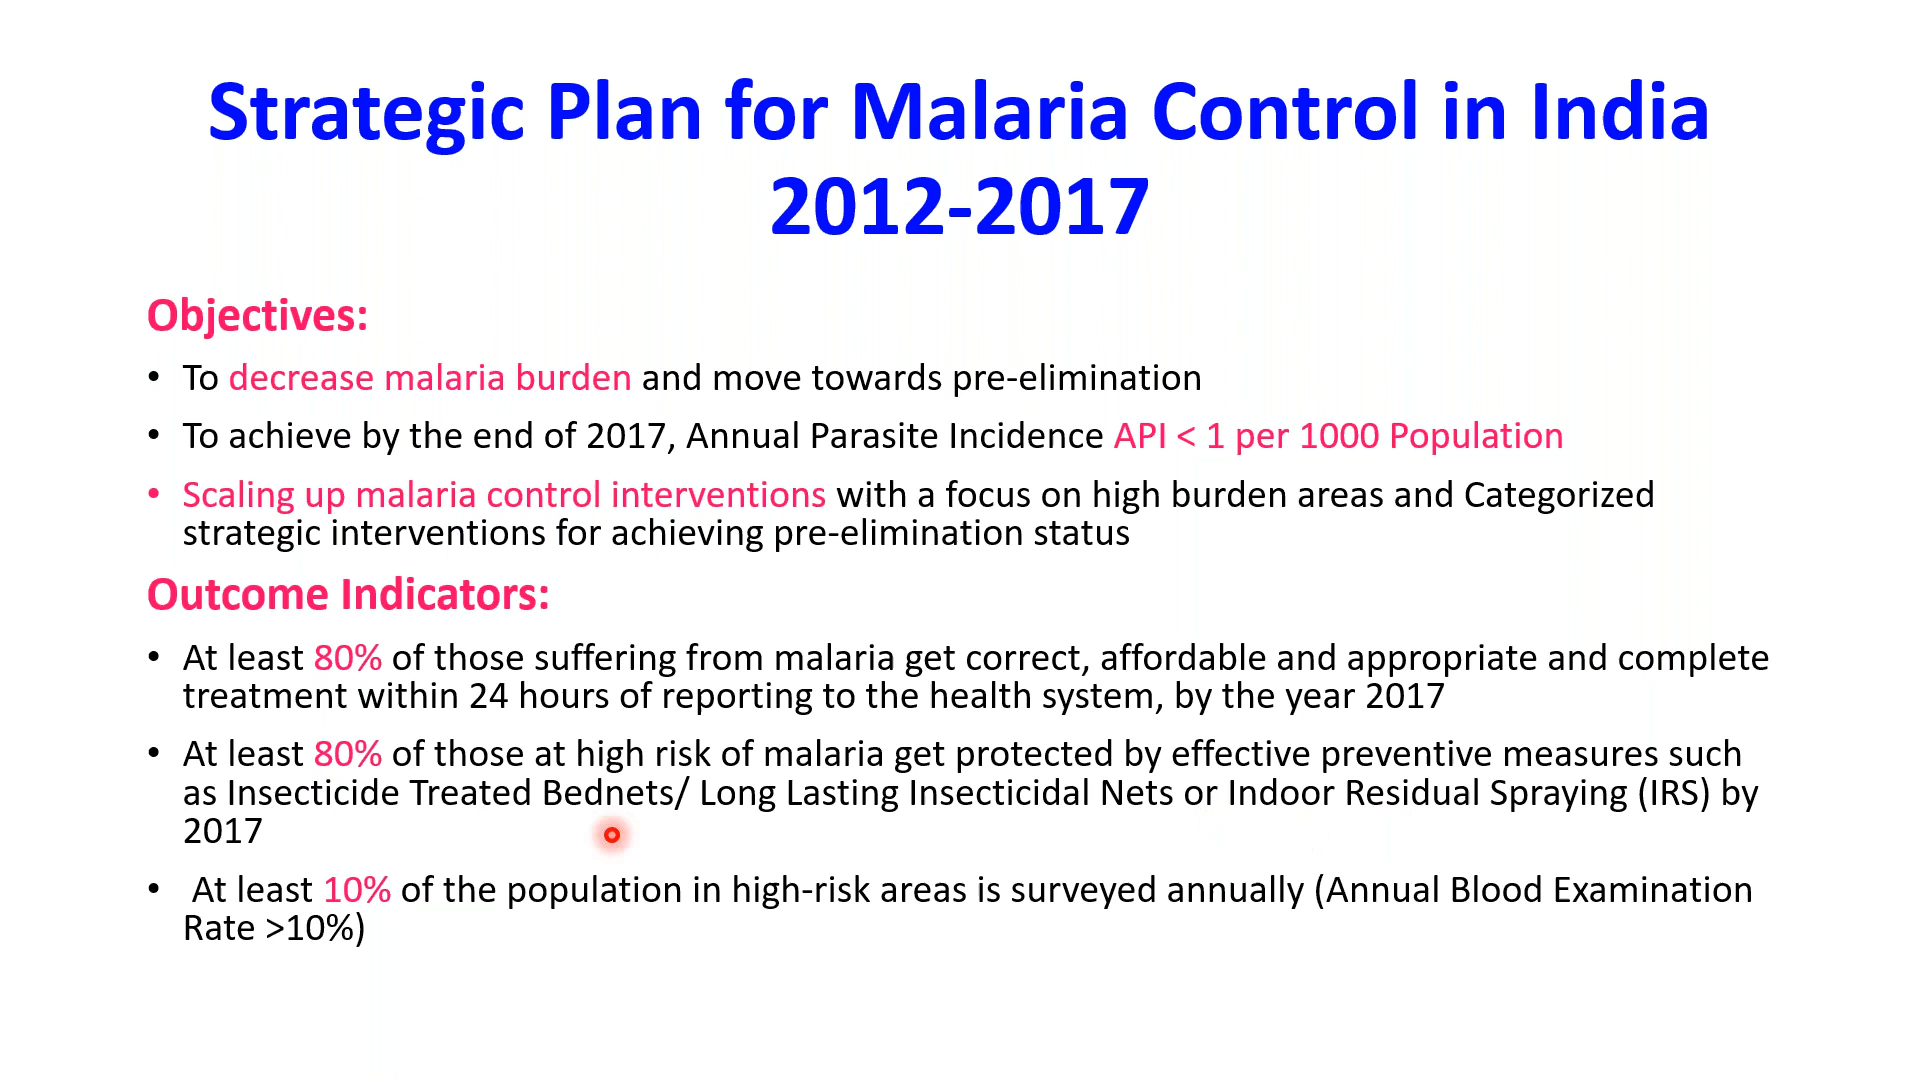 Strategic Plan for Malaria Control in India
2012-2017
Objectives:
• To decrease malaria burden and move towards pre-elimination
• To achieve by the end of 2017, Annual Parasite Incidence API < 1 per 1000 Population
• Scaling up malaria control interventions with a focus on high burden areas and Categorized
strategic interventions for achieving pre-elimination status
Outcome Indicators:
• At least 80% of those suffering from malaria get correct, affordable and appropriate and complete
treatment within 24 hours of reporting to the health system, by the year 2017
• At least 80% of those at high risk of malaria get protected by effective preventive measures such
as Insecticide Treated Bednets/ Long Lasting Insecticidal Nets or Indoor Residual Spraying (IRS) by
2017
• At least 10% of the population in high-risk areas is surveyed annually (Annual Blood Examination
Rate >10%)